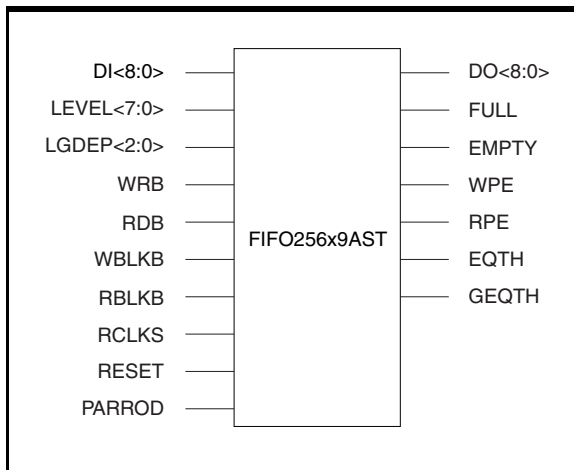 DI<8:0>
LEVEL<7:0>
LGDEP<2:0>
WRB
RDB
WBLKB
RBLKB
RCLKS
RESET
PARROD
FIFO256x9AST
DO<8:0>
FULL
EMPTY
WPE
RPE
EQTH
GEQTH